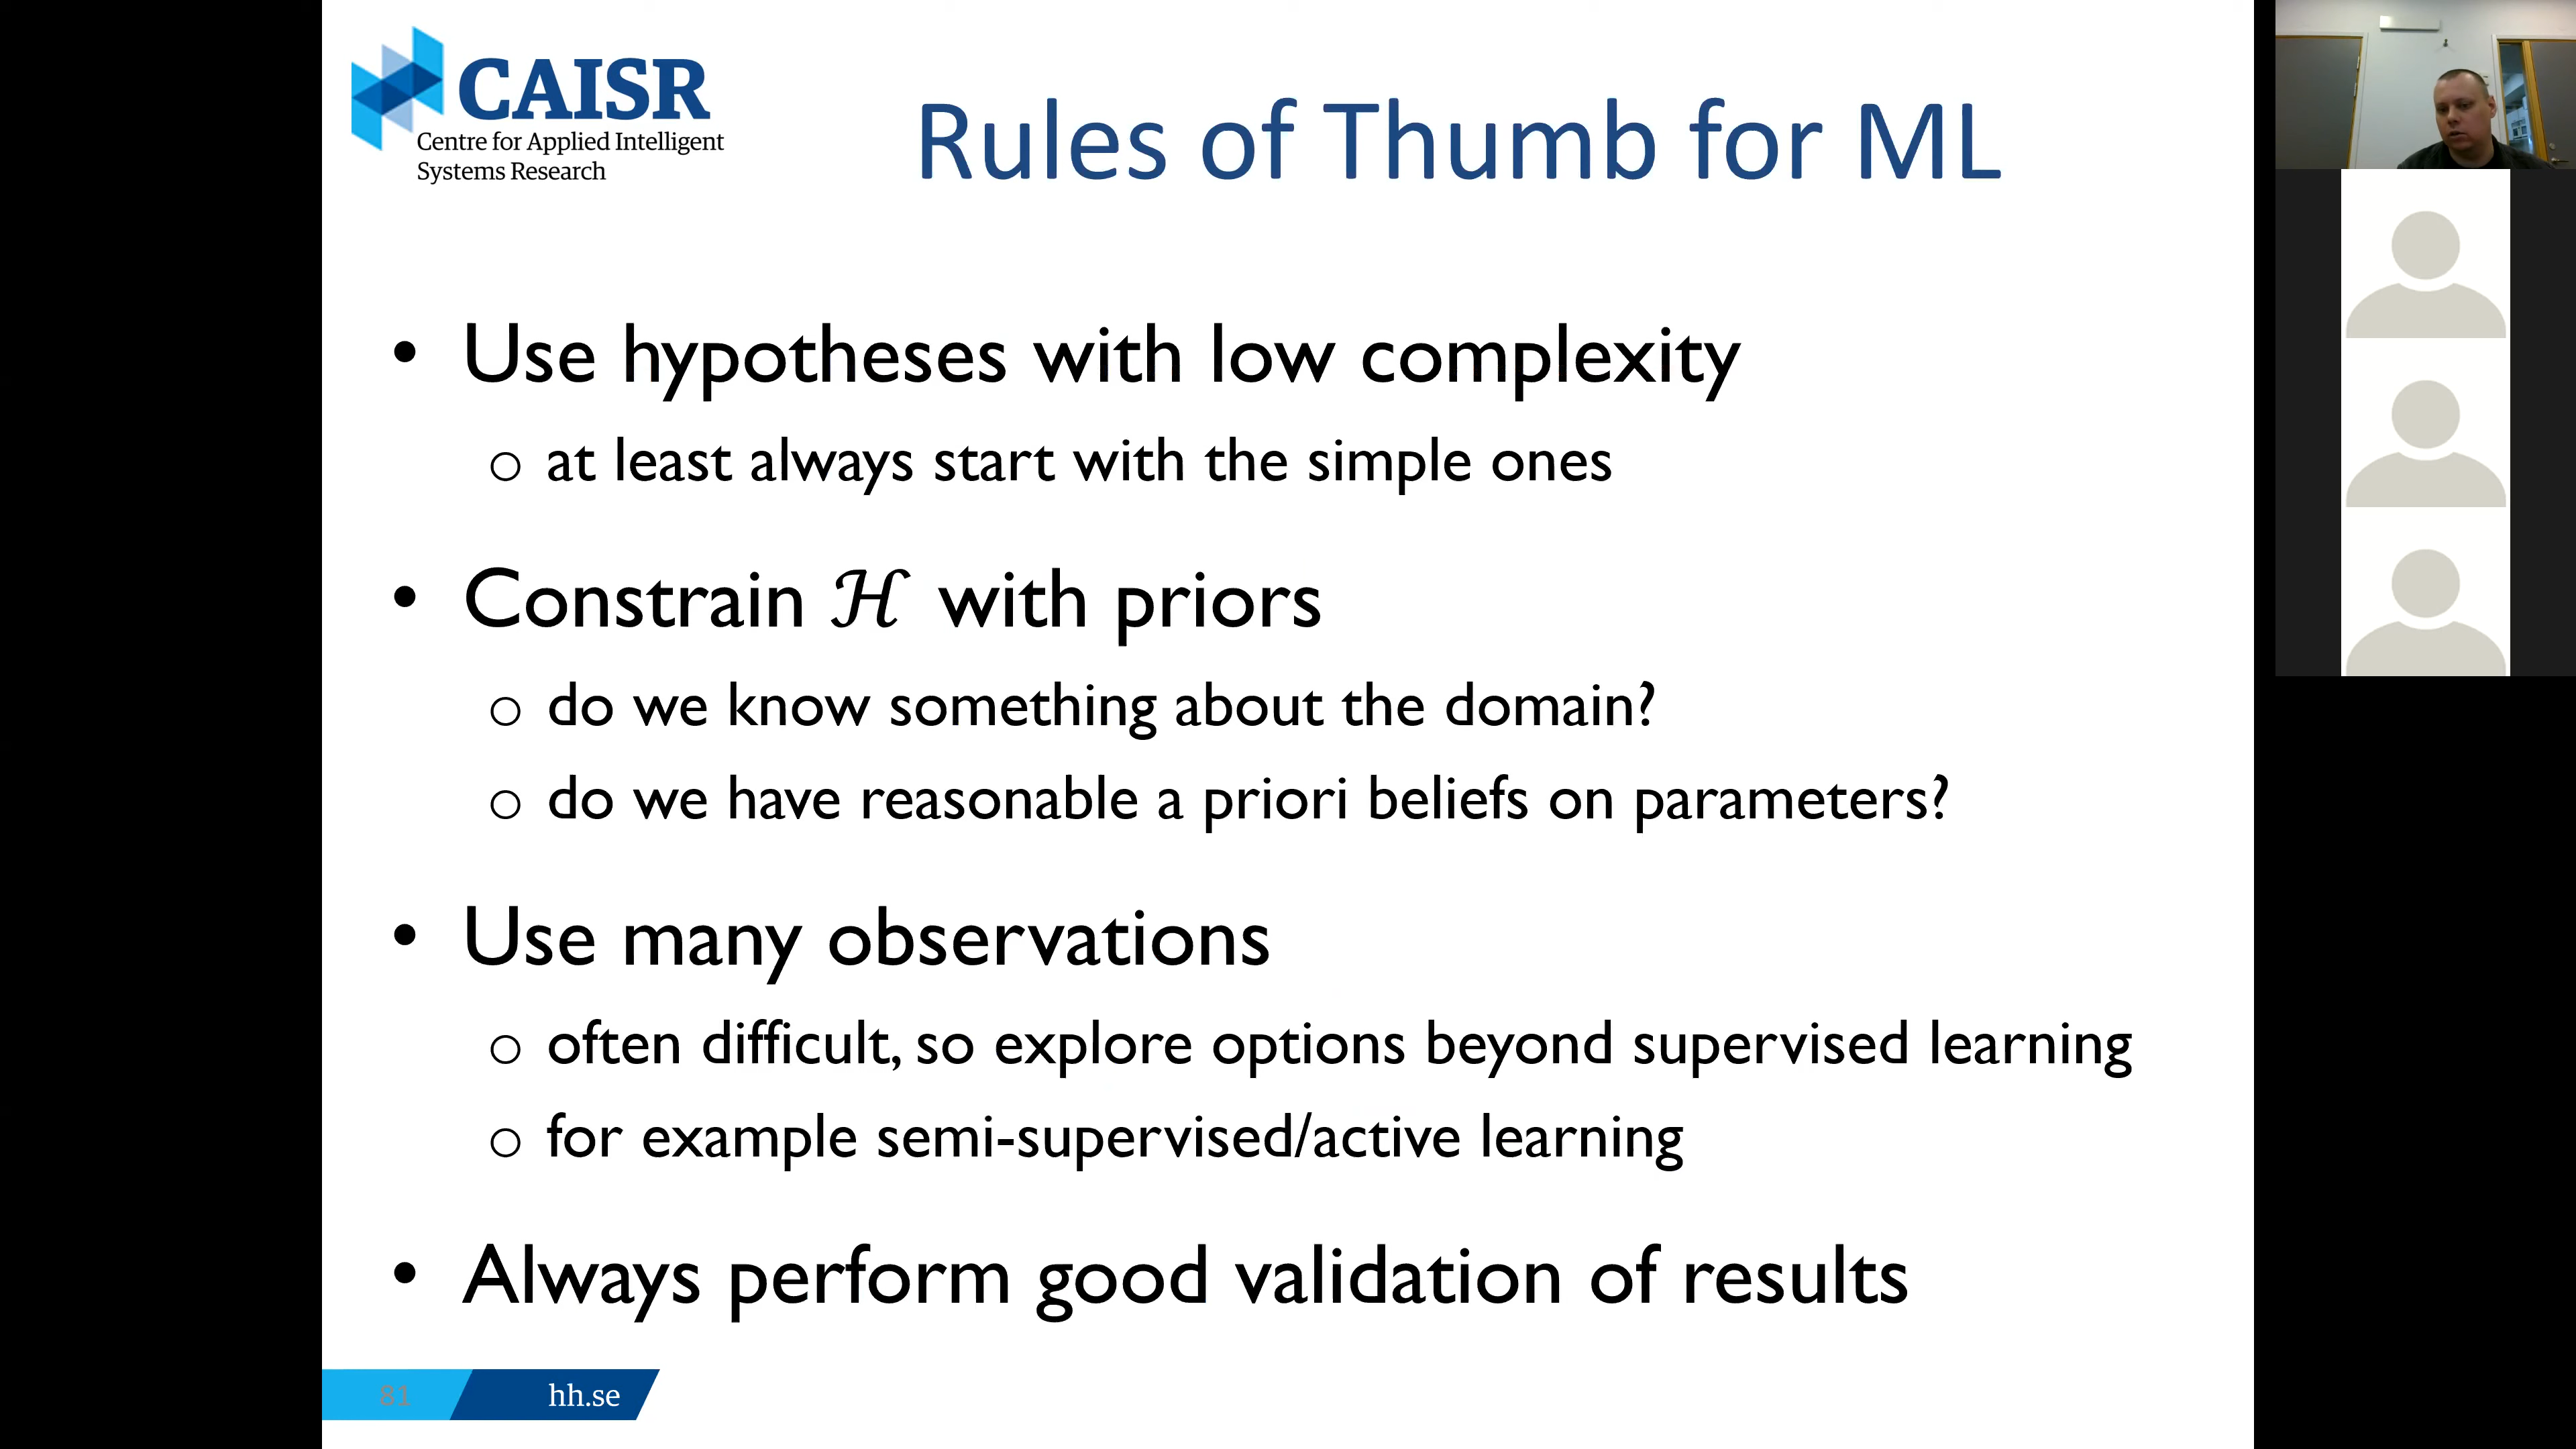 CAISR
Centre for Applied Intelligent
Systems Research
Rules of Thumb for ML
• Use hypotheses with low complexity
o at least always start with the simple ones
• Constrain ℋ with priors
o do we know something about the domain?
o do we have reasonable a priori beliefs on parameters?
• Use many observations
o often difficult, so explore options beyond supervised learning
o for example semi-supervised/active learning
• Always perform good validation of results
81
hh.se